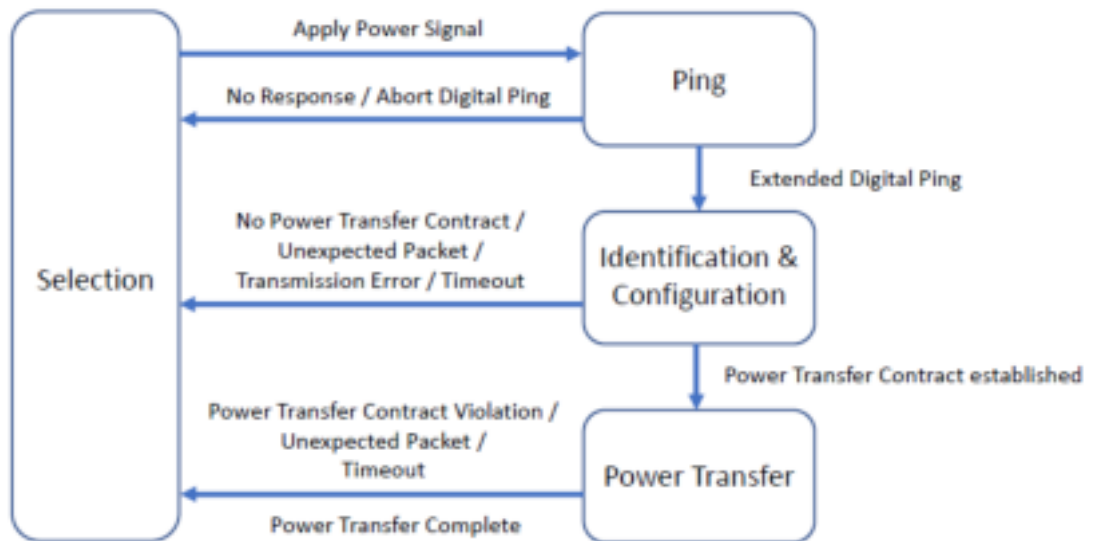 Apply Power Signal
Ping
No Response / Abort Digital Ping
Extended Digital Ping
No Power Transfer Contract /
Unexpected Packet /
Transmission Error / Timeout
Selection
Identification &
Configuration
Power Transfer Contract established
Power Transfer Contract Violation /
Unexpected Packet /
Timeout
Power Transfer
Power Transfer Complete